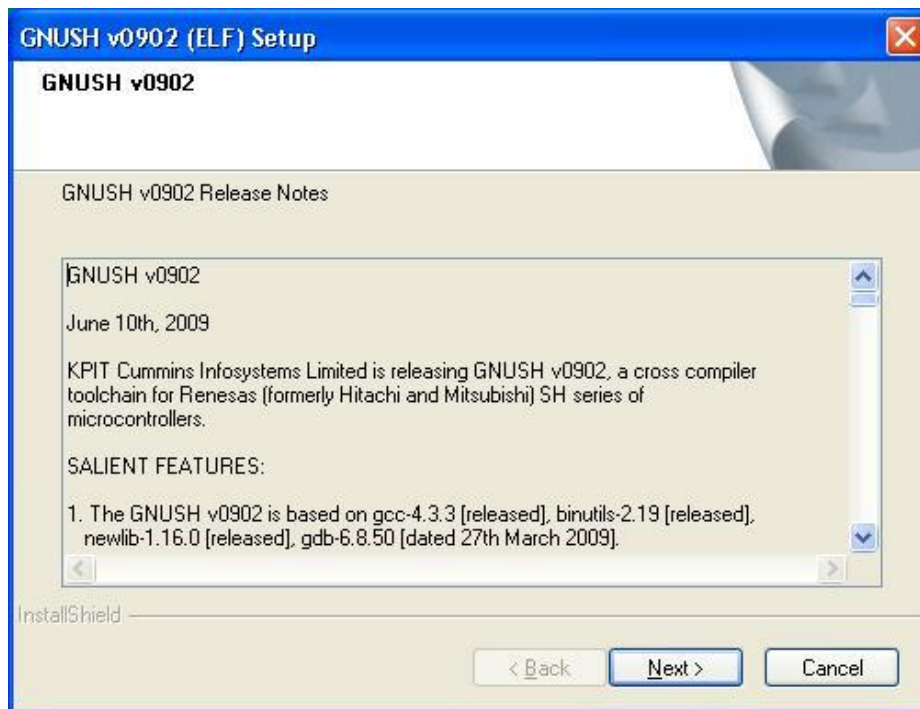 GNUSH v0902 (ELF) Setup
GNUSH v0902
GNUSH v0902 Release Notes
GNUSH v0902
June 10th, 2009
KPIT Cummins Infosystems Limited is releasing GNUSH v0902, a cross compiler
toolchain for Renesas (formerly Hitachi and Mitsubishi) SH series of
microcontrollers.
SALIENT FEATURES:
1. The GNUSH v0902 is based on gcc-4.3.3 [released], binutils-2.19 [released],
newlib-1.16.0 [released], gdb-6.8.50 [dated 27th March 2009].
InstallShield
< Back Next > Cancel